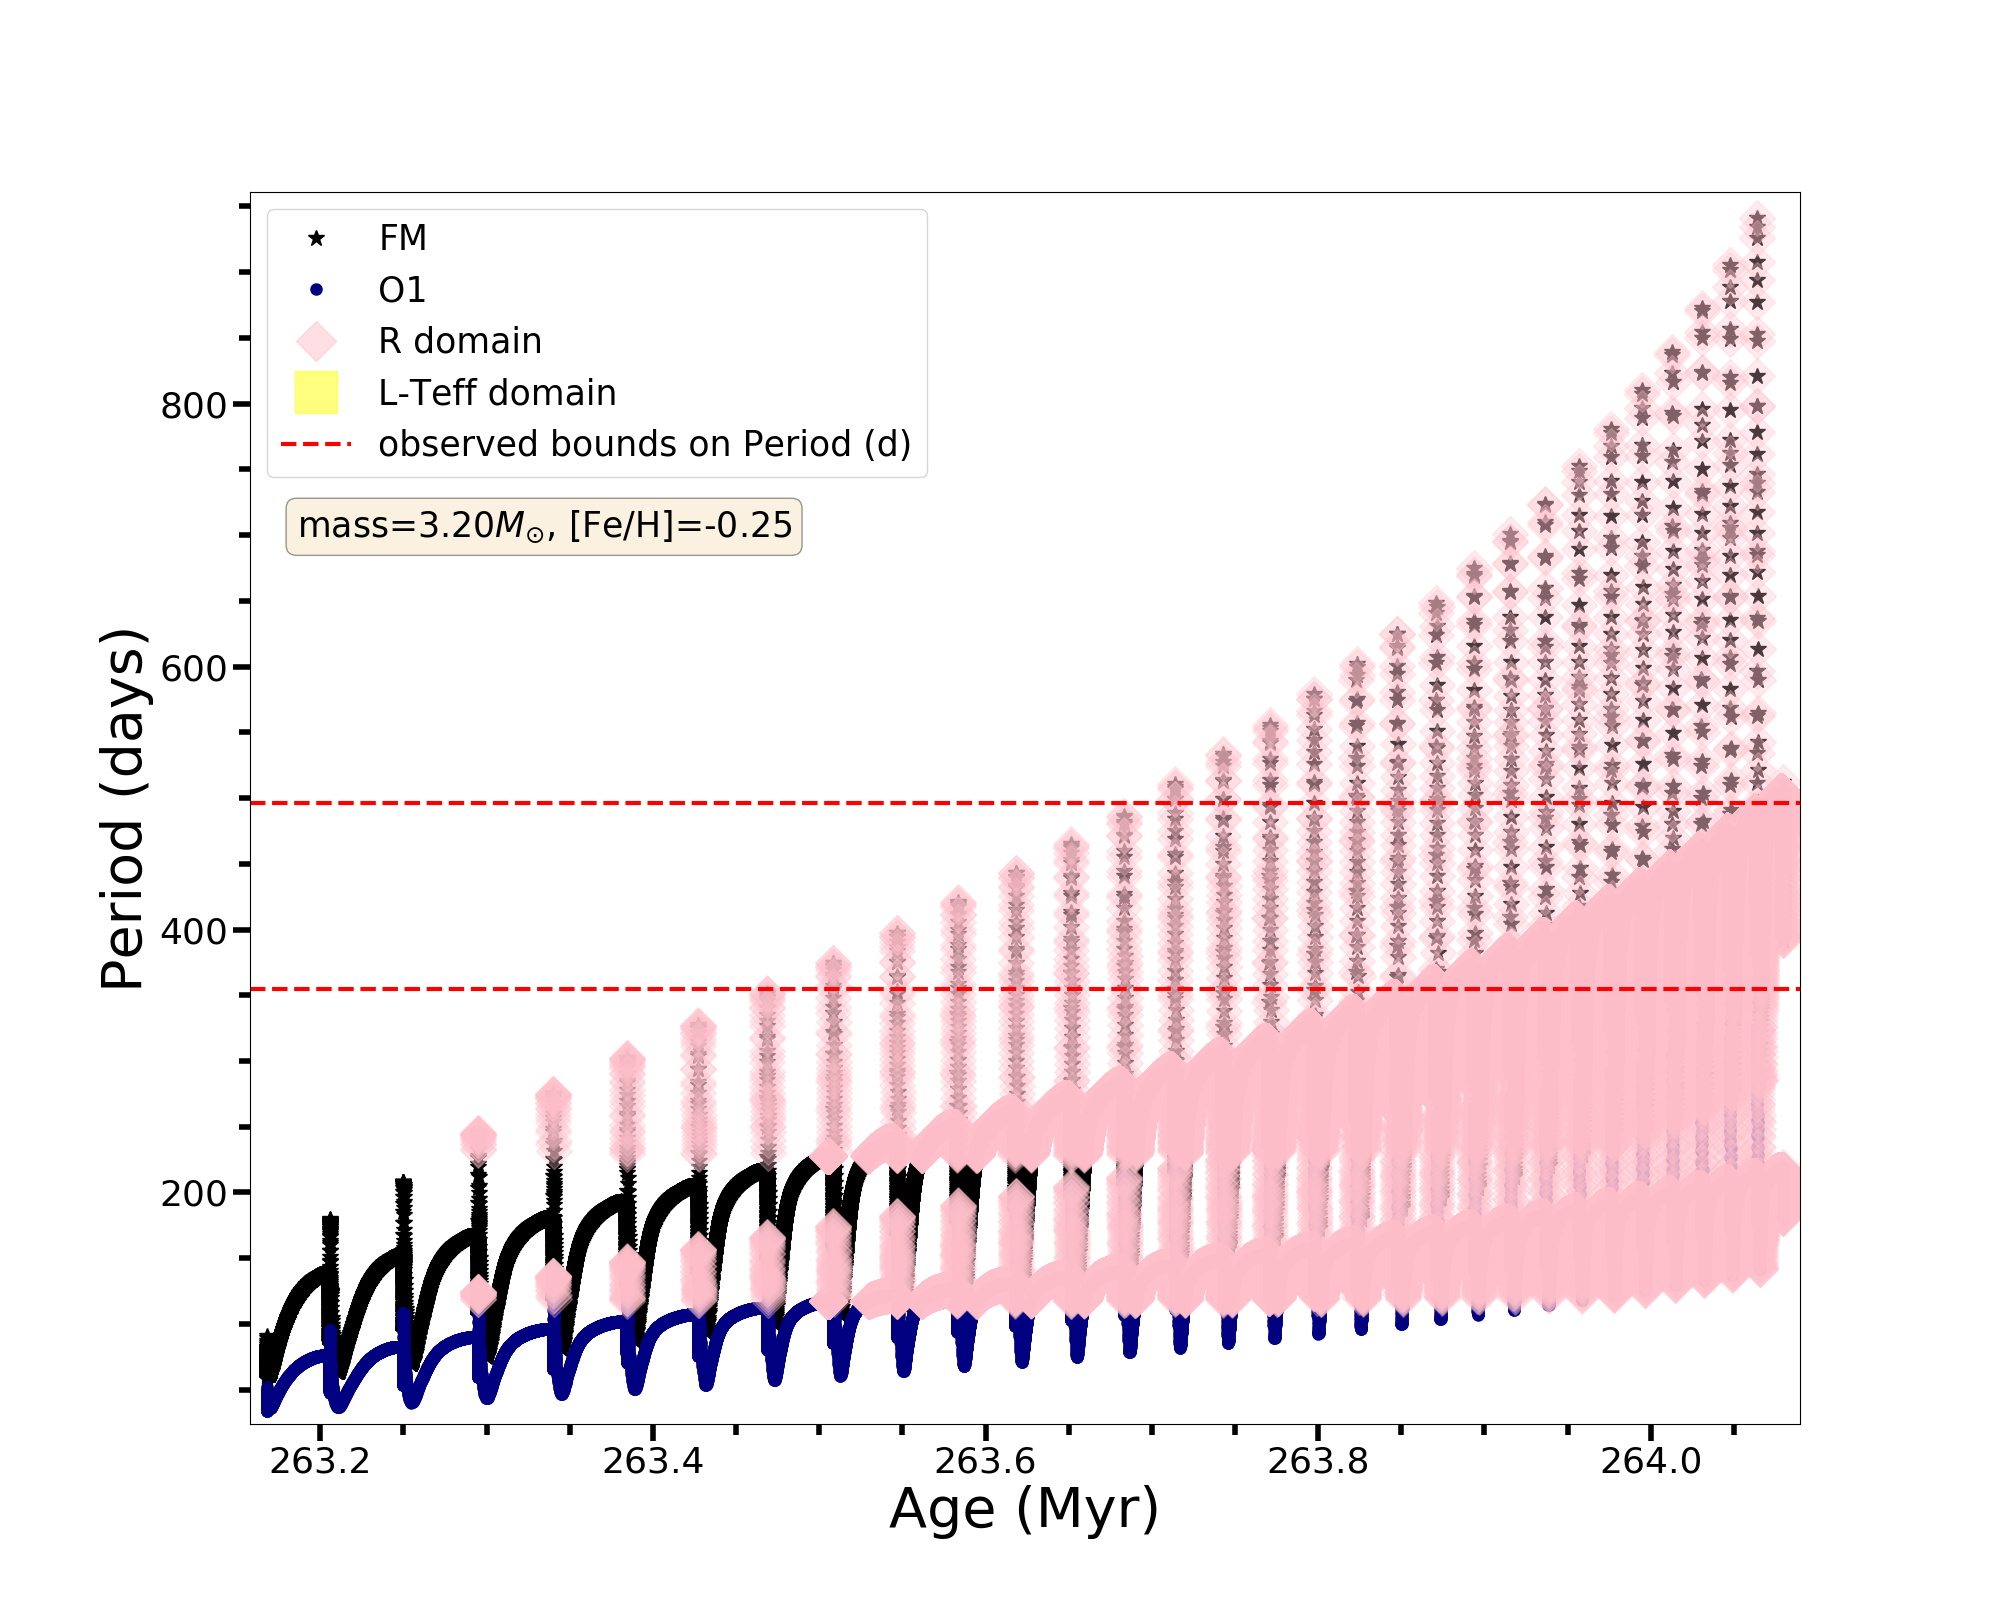 FM
O1
R domain
L-Teff domain
observed bounds on Period (d)
mass=3.20M⊙, [Fe/H]=-0.25
800
600
400
200
Period (days)
263.2 263.4 263.6 263.8 264.0
Age (Myr)